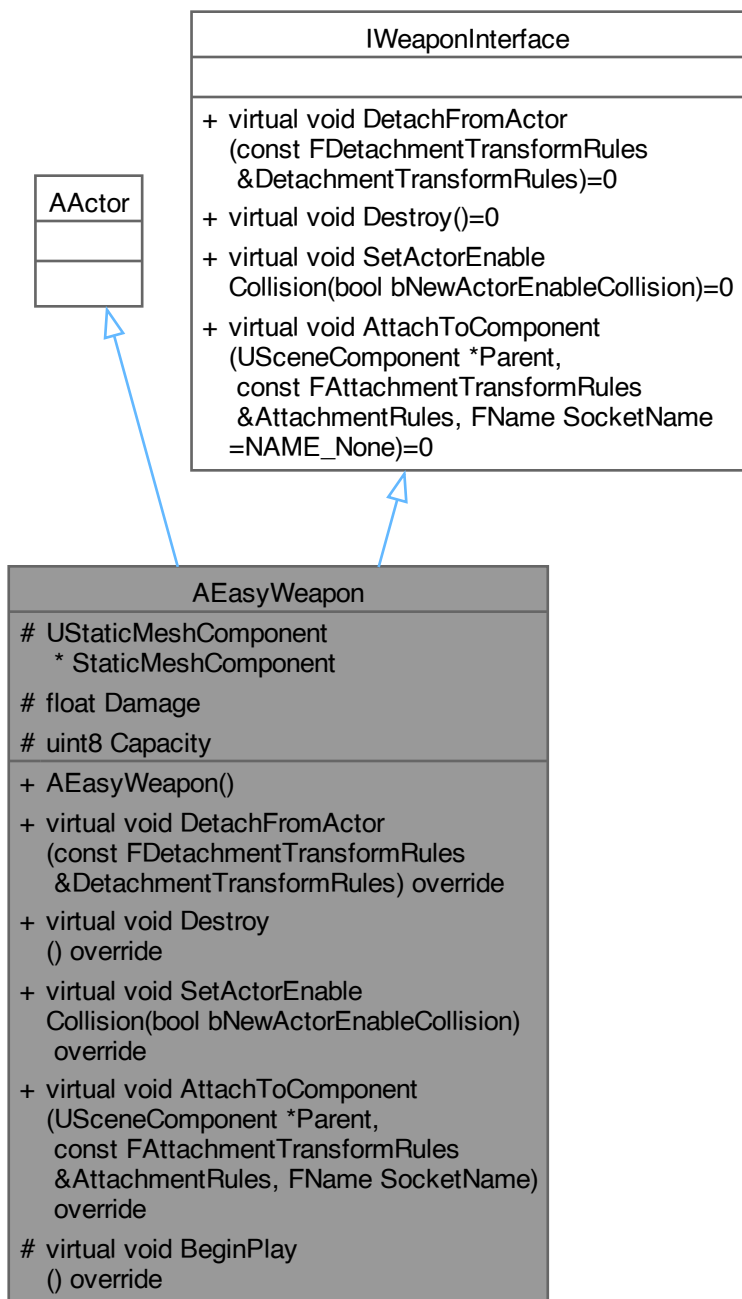 IWeaponInterface
+ virtual void DetachFromActor
(const FDetachmentTransformRules
&DetachmentTransformRules)=0
+ virtual void Destroy()=0
+ virtual void SetActorEnable
Collision(bool bNewActorEnableCollision)=0
+ virtual void AttachToComponent
(USceneComponent *Parent,
const FAttachmentTransformRules
&AttachmentRules, FName SocketName
=NAME_None)=0
AActor
AEasyWeapon
# UStaticMeshComponent
* StaticMeshComponent
# float Damage
# uint8 Capacity
+ AEasyWeapon()
+ virtual void DetachFromActor
(const FDetachmentTransformRules
&DetachmentTransformRules) override
+ virtual void Destroy
() override
+ virtual void SetActorEnable
Collision(bool bNewActorEnableCollision)
override
+ virtual void AttachToComponent
(USceneComponent *Parent,
const FAttachmentTransformRules
&AttachmentRules, FName SocketName)
override
# virtual void BeginPlay
() override